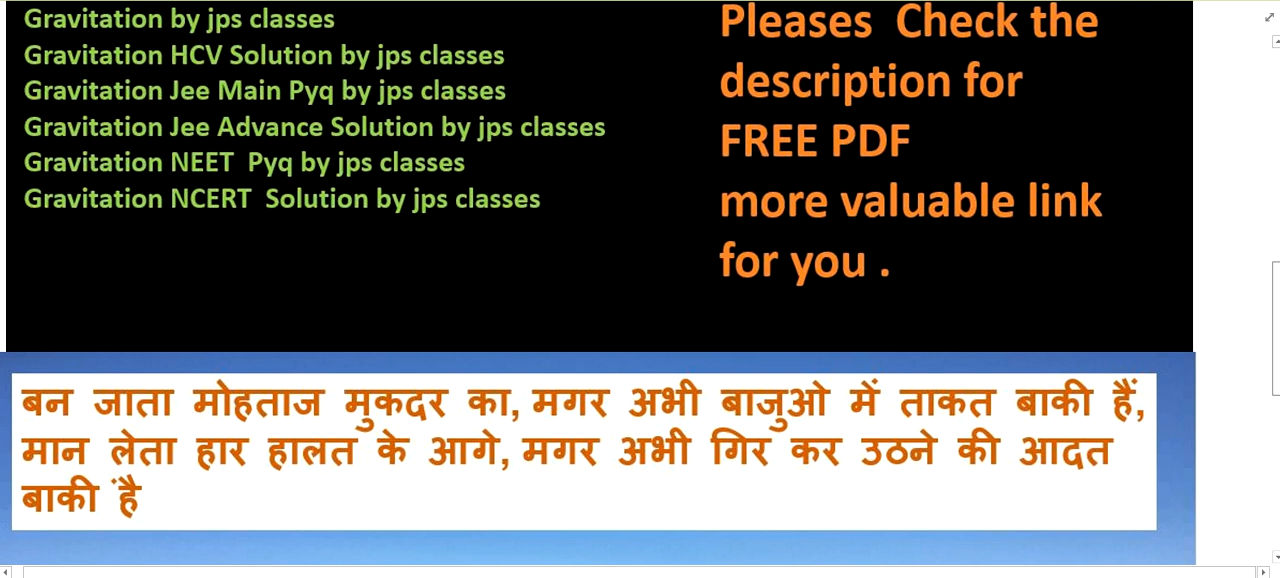 Gravitation by jps classes
Gravitation HCV Solution by jps classes
Gravitation Jee Main Pyq by jps classes
Gravitation Jee Advance Solution by jps classes
Gravitation NEET  Pyq by jps classes
Gravitation NCERT  Solution by jps classes
Pleases  Check the
description for
FREE PDF
more valuable link
for you .
बन जाता मोहताज मुकदर का, मगर अभी बाजुओ में ताकत बाकी हैं,
मान लेता हार हालत के आगे, मगर अभी गिर कर उठने की आदत
बाकी ंहै